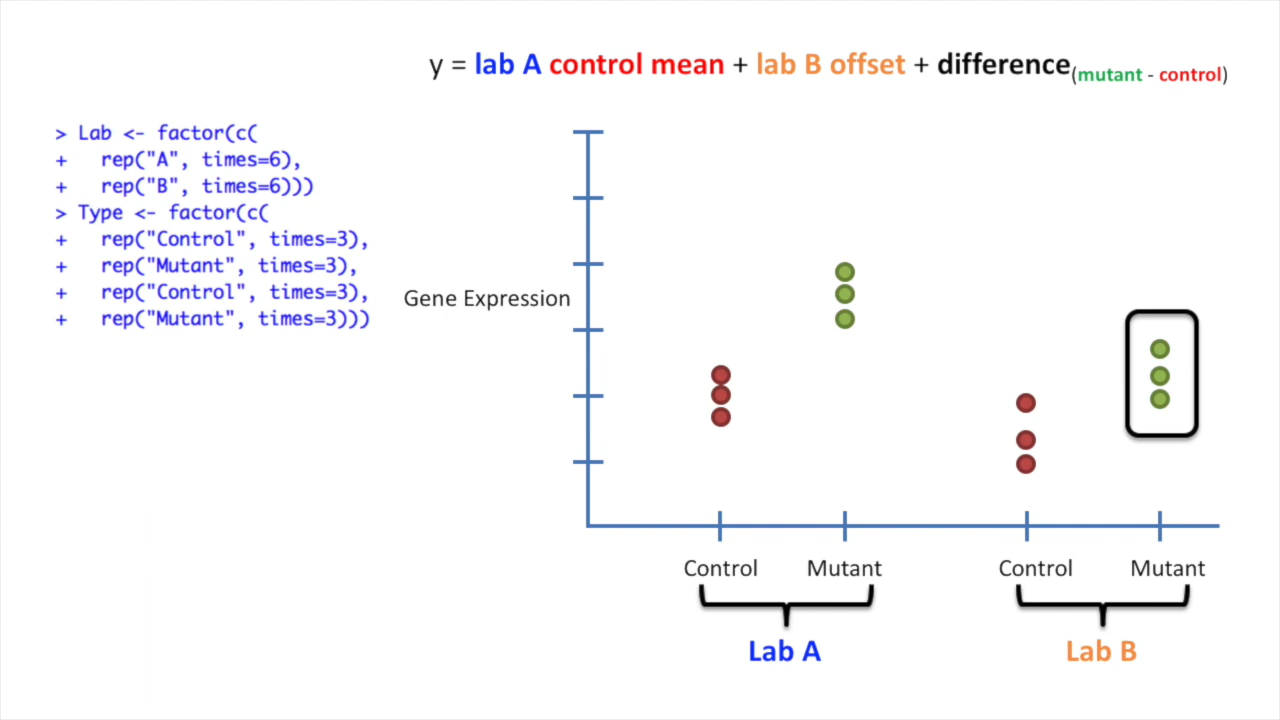 y = lab A control mean + lab B offset + difference(mutant - control)
> Lab <- factor(c(
+   rep("A", times=6),
+   rep("B", times=6)))
> Type <- factor(c(
+   rep("Control", times=3),
+   rep("Mutant", times=3),
+   rep("Control", times=3),
+   rep("Mutant", times=3)))
Gene Expression
Control Mutant Control Mutant
Lab A Lab B